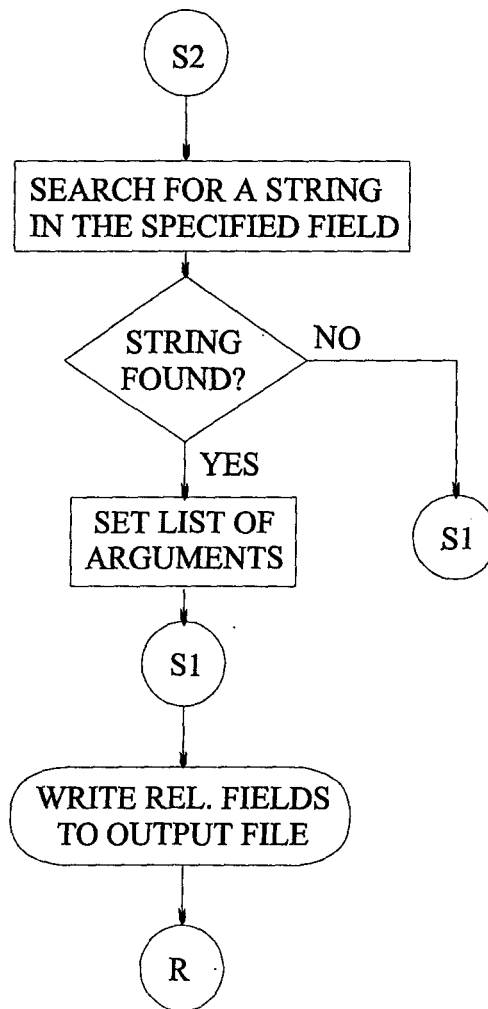 S2
SEARCH FOR A STRING
IN THE SPECIFIED FIELD
STRING
FOUND?
NO
YES
SET LIST OF
ARGUMENTS
S1
S1
WRITE REL. FIELDS
TO OUTPUT FILE
R